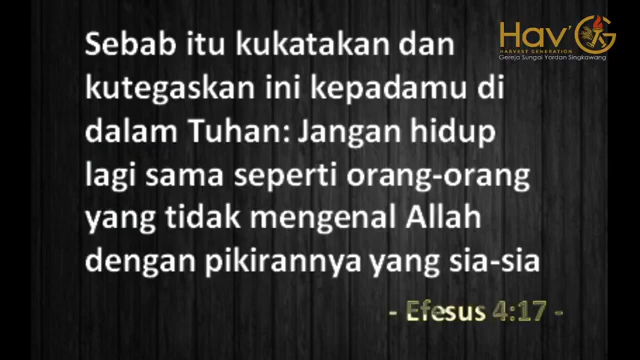 Hav'G
HARVEST GENERATION
Gereja Sungai Yordan Singkawang
Sebab itu kukatakan dan
kutegaskan ini kepadamu di
dalam Tuhan: Jangan hidup
lagi sama seperti orang-orang
yang tidak mengenal Allah
dengan pikirannya yang sia-sia
- Efesus 4:17 -